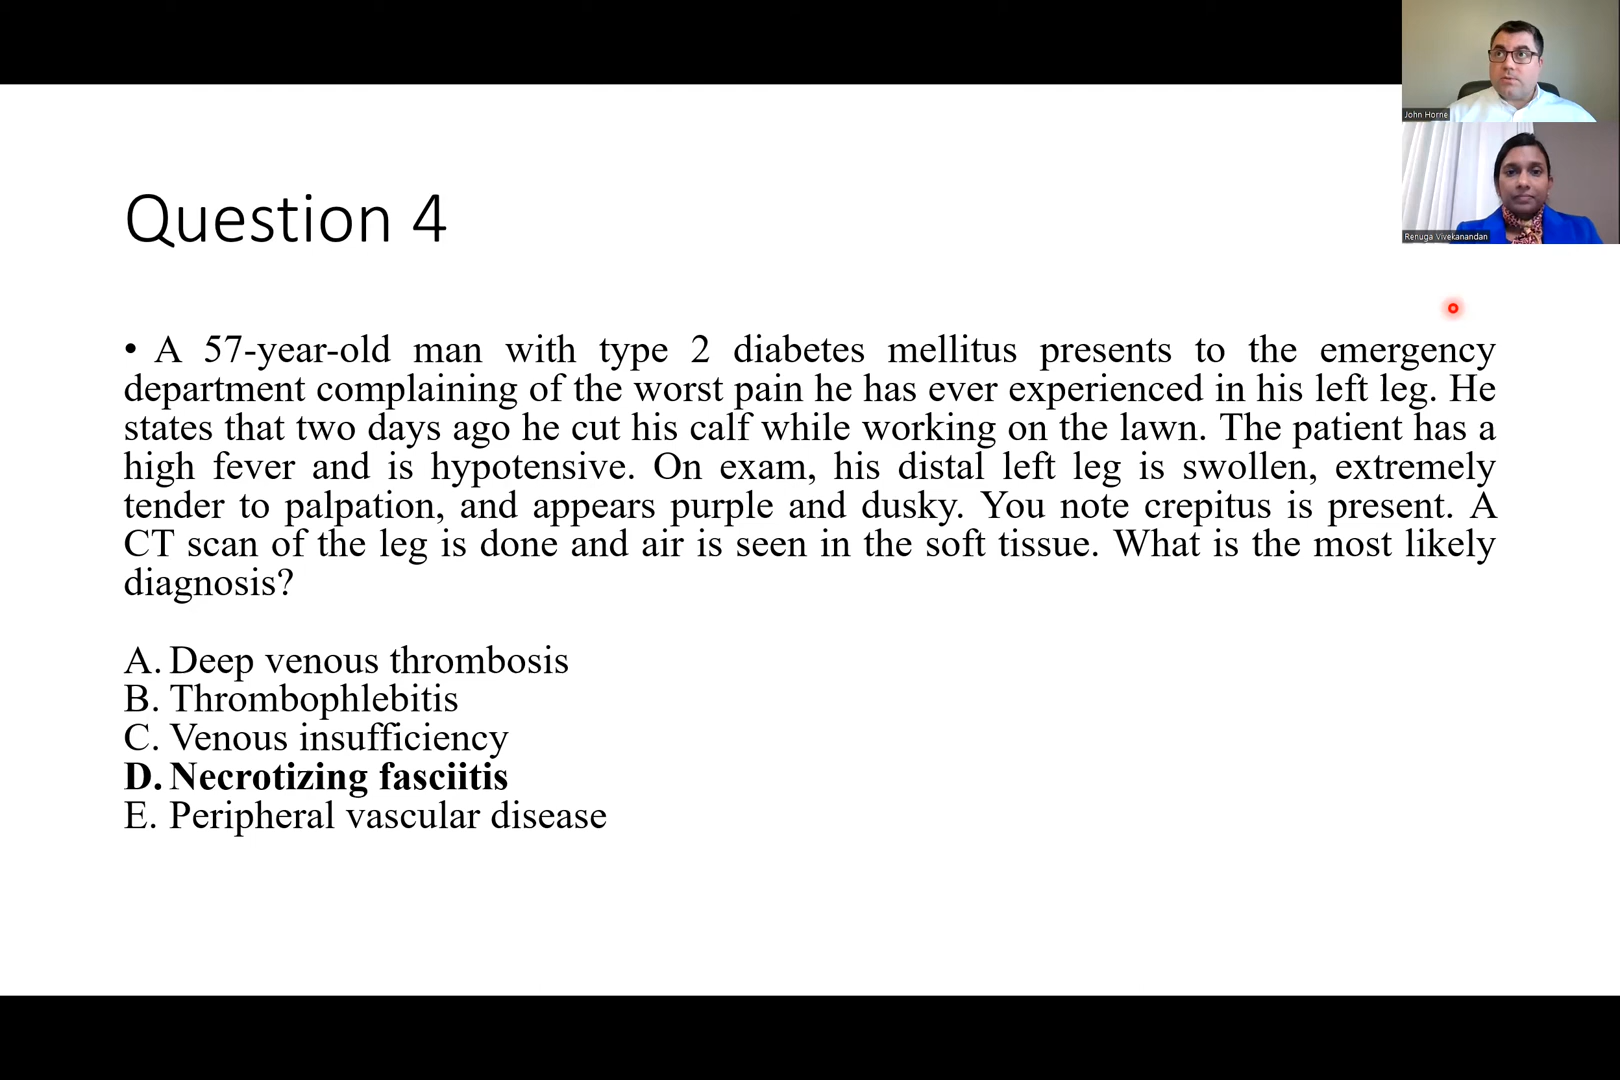 John Horne
Renuga Vivekanandan
Question 4
• A 57-year-old man with type 2 diabetes mellitus presents to the emergency
department complaining of the worst pain he has ever experienced in his left leg. He
states that two days ago he cut his calf while working on the lawn. The patient has a
high fever and is hypotensive. On exam, his distal left leg is swollen, extremely
tender to palpation, and appears purple and dusky. You note crepitus is present. A
CT scan of the leg is done and air is seen in the soft tissue. What is the most likely
diagnosis?
A. Deep venous thrombosis
B. Thrombophlebitis
C. Venous insufficiency
D. Necrotizing fasciitis
E. Peripheral vascular disease